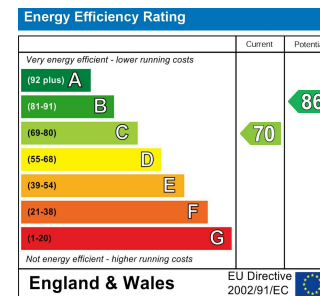 Energy Efficiency Rating
Current
Potenti
Very energy efficient - lower running costs
(92 plus) A
(81-91) B
86
(69-80) C
70
(55-68) D
(39-54) E
(21-38) F
(1-20) G
Not energy efficient - higher running costs
England & Wales
EU Directive
2002/91/EC